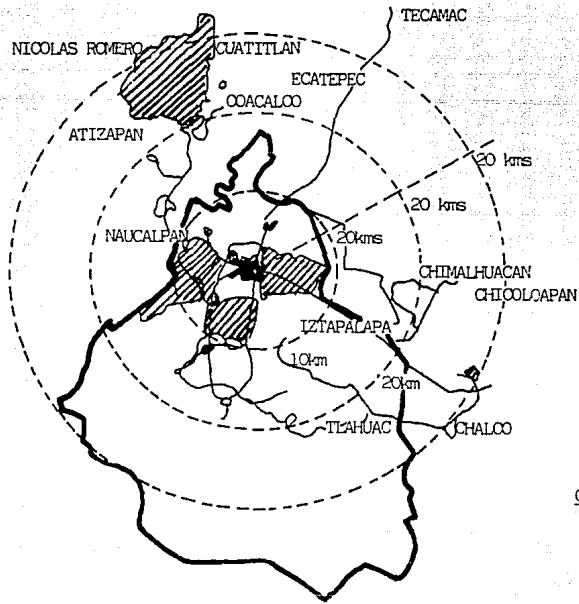 TECAMAC
NICOLAS ROMERO
CUATITLAN
ECATEPEC
COACALCO
ATIZAPAN
20 kms
20 kms
NAUCALPAN
20kms
CHIMALHUACAN
CHICOLOAPAN
IZTAPALAPA
10km
20km
TLAHUAC
CHALCO